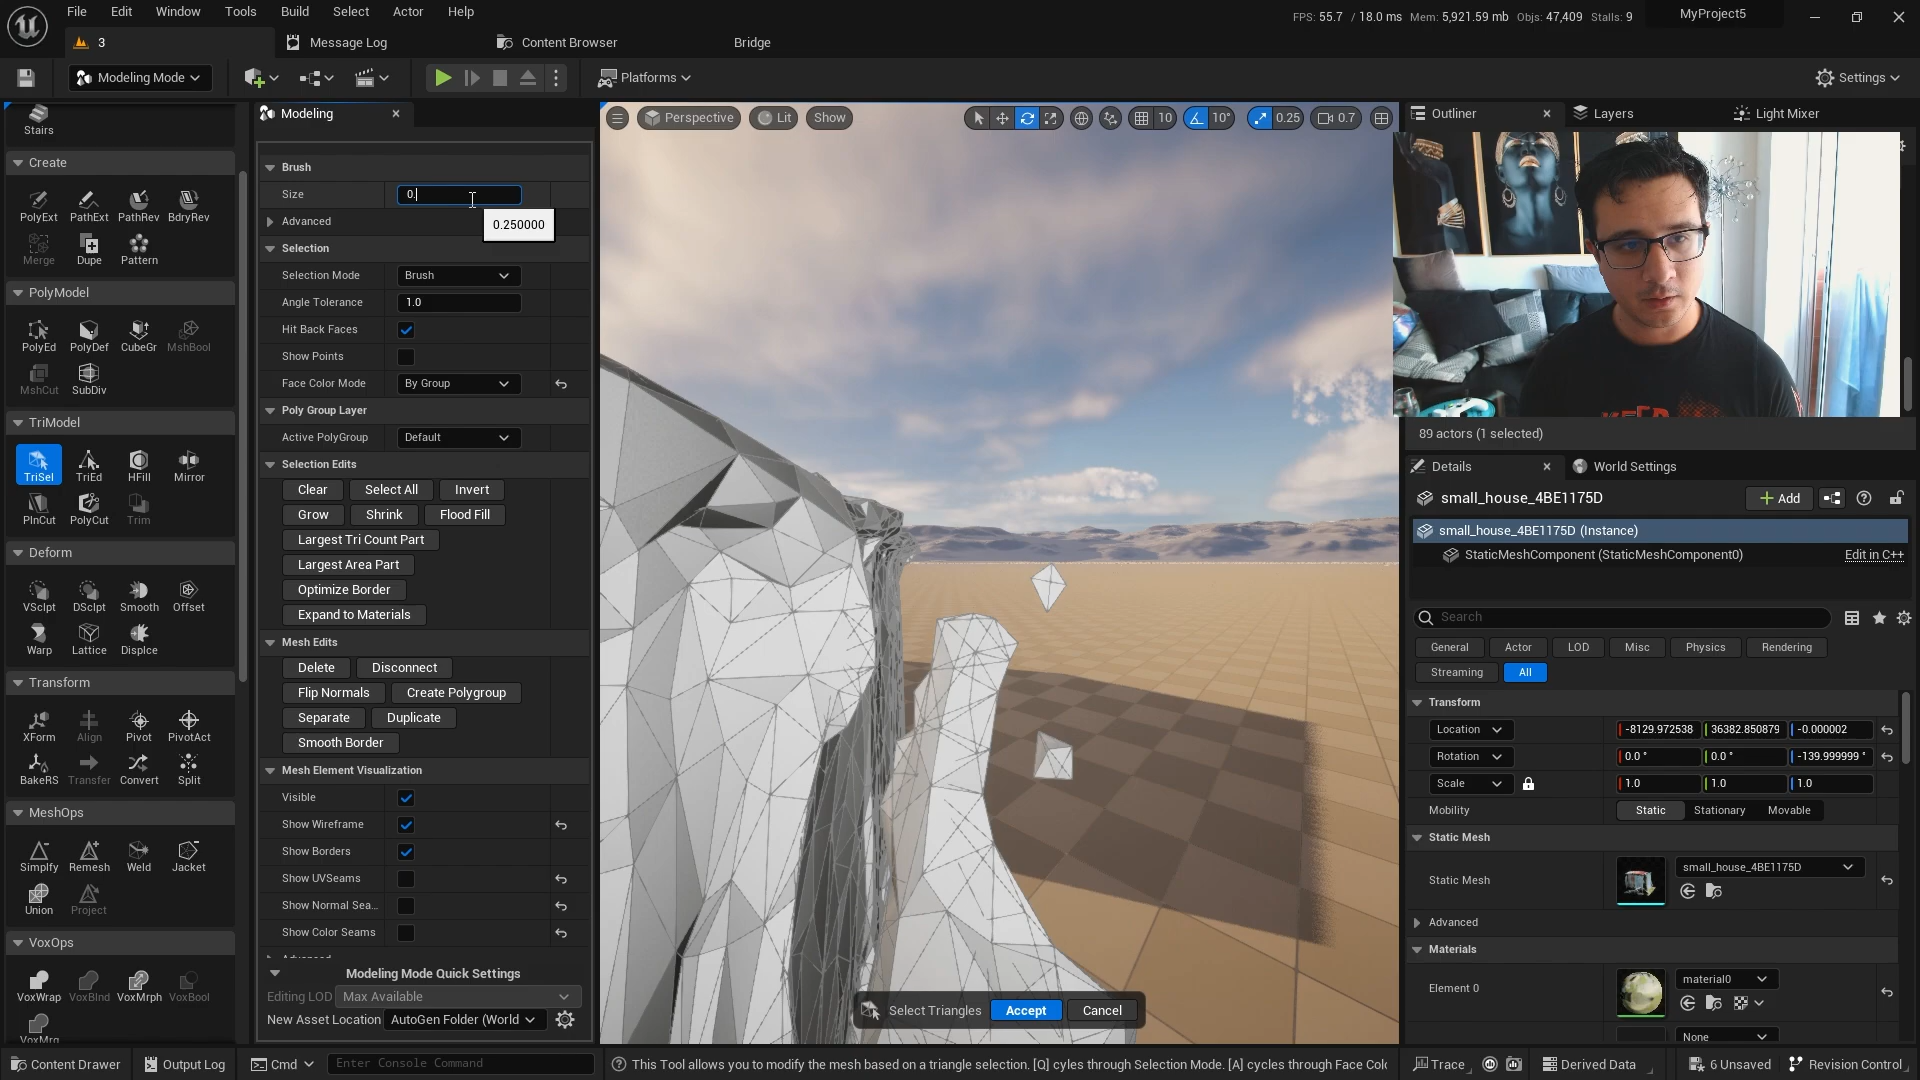 File Edit Window Tools Build Select Actor Help
FPS: 55.7 / 18.0 ms Mem: 5,921.59 mb Objs: 47,409 Stalls: 9
MyProject5
3
Message Log
Content Browser
Bridge
Modeling Mode
Platforms
Settings
Stairs
Create
PolyExt PathExt PathRev BdryRev
Merge Dupe Pattern
PolyModel
PolyEd PolyDef CubeGr MshBool
MshCut SubDiv
TriModel
TriSel TriEd HFill Mirror
PlnCut PolyCut Trim
Deform
VSclpt DSclpt Smooth Offset
Warp Lattice Displce
Transform
XForm Align Pivot PivotAct
BakeRS Transfer Convert Split
MeshOps
Simplfy Remesh Weld Jacket
Union Project
VoxOps
VoxWrap VoxBlnd VoxMrph VoxBool
VoxMrg
Modeling
Brush
Size 0.
0.250000
Advanced
Selection
Selection Mode Brush
Angle Tolerance 1.0
Hit Back Faces
Show Points
Face Color Mode By Group
Poly Group Layer
Active PolyGroup Default
Selection Edits
Clear Select All Invert
Grow Shrink Flood Fill
Largest Tri Count Part
Largest Area Part
Optimize Border
Expand to Materials
Mesh Edits
Delete Disconnect
Flip Normals Create Polygroup
Separate Duplicate
Smooth Border
Mesh Element Visualization
Visible
Show Wireframe
Show Borders
Show UVSeams
Show Normal Sea...
Show Color Seams
Modeling Mode Quick Settings
Editing LOD Max Available
New Asset Location AutoGen Folder (World
Perspective Lit Show
10 10° 0.25 0.7
Select Triangles Accept Cancel
Outliner Layers Light Mixer
89 actors (1 selected)
Details World Settings
small_house_4BE1175D
Add
small_house_4BE1175D (Instance)
StaticMeshComponent (StaticMeshComponent0) Edit in C++
Search
General Actor LOD Misc Physics Rendering
Streaming All
Transform
Location -8129.972538 36382.850879 -0.000002
Rotation 0.0° 0.0° -139.999999°
Scale 1.0 1.0 1.0
Mobility Static Stationary Movable
Static Mesh
Static Mesh small_house_4BE1175D
Advanced
Materials
Element 0 material0
None
Content Drawer Output Log Cmd Enter Console Command
This Tool allows you to modify the mesh based on a triangle selection. [Q] cyles through Selection Mode. [A] cycles through Face Colo
Trace Derived Data 6 Unsaved Revision Control